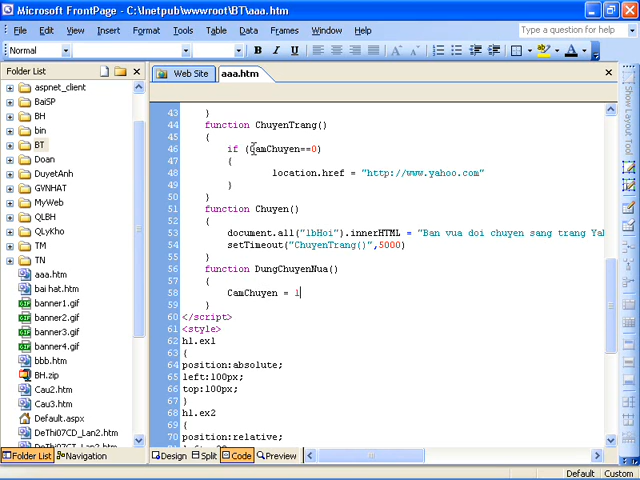 Microsoft FrontPage - C:\Inetpub\wwwroot\BT\aaa.htm
File Edit View Insert Format Tools Table Data Frames
Type a question for help
Normal
B I U
A
Folder List
Web Site
aaa.htm
aspnet_client
BaiSP
BH
bin
BT
Doan
DuyetAnh
GVNHAT
MyWeb
QLBH
QLyKho
TM
TN
aaa.htm
bai hat.htm
banner1.gif
banner2.gif
banner3.gif
banner4.gif
bbb.htm
BH.zip
Cau2.htm
Cau3.htm
Default.aspx
DeThi07CD_Lan2.htm
43 }
44 function ChuyenTrang()
45 {
46 if (CamChuyen==0)
47 {
48 location.href = "http://www.yahoo.com"
49 }
50 }
51 function Chuyen()
52 {
53 document.all("lbHoi").innerHTML = "Ban vua doi chuyen sang trang Yah
54 setTimeout("ChuyenTrang()",5000)
55 }
56 function DungChuyenNua()
57 {
58 CamChuyen = 1
59 }
60 </script>
61 <style>
62 h1.ex1
63 {
64 position:absolute;
65 left:100px;
66 top:100px;
67 }
68 h1.ex2
69 {
70 position:relative;
Show Layout Tool
Folder List
Navigation
Design
Split
Code
Preview
Default
Custom